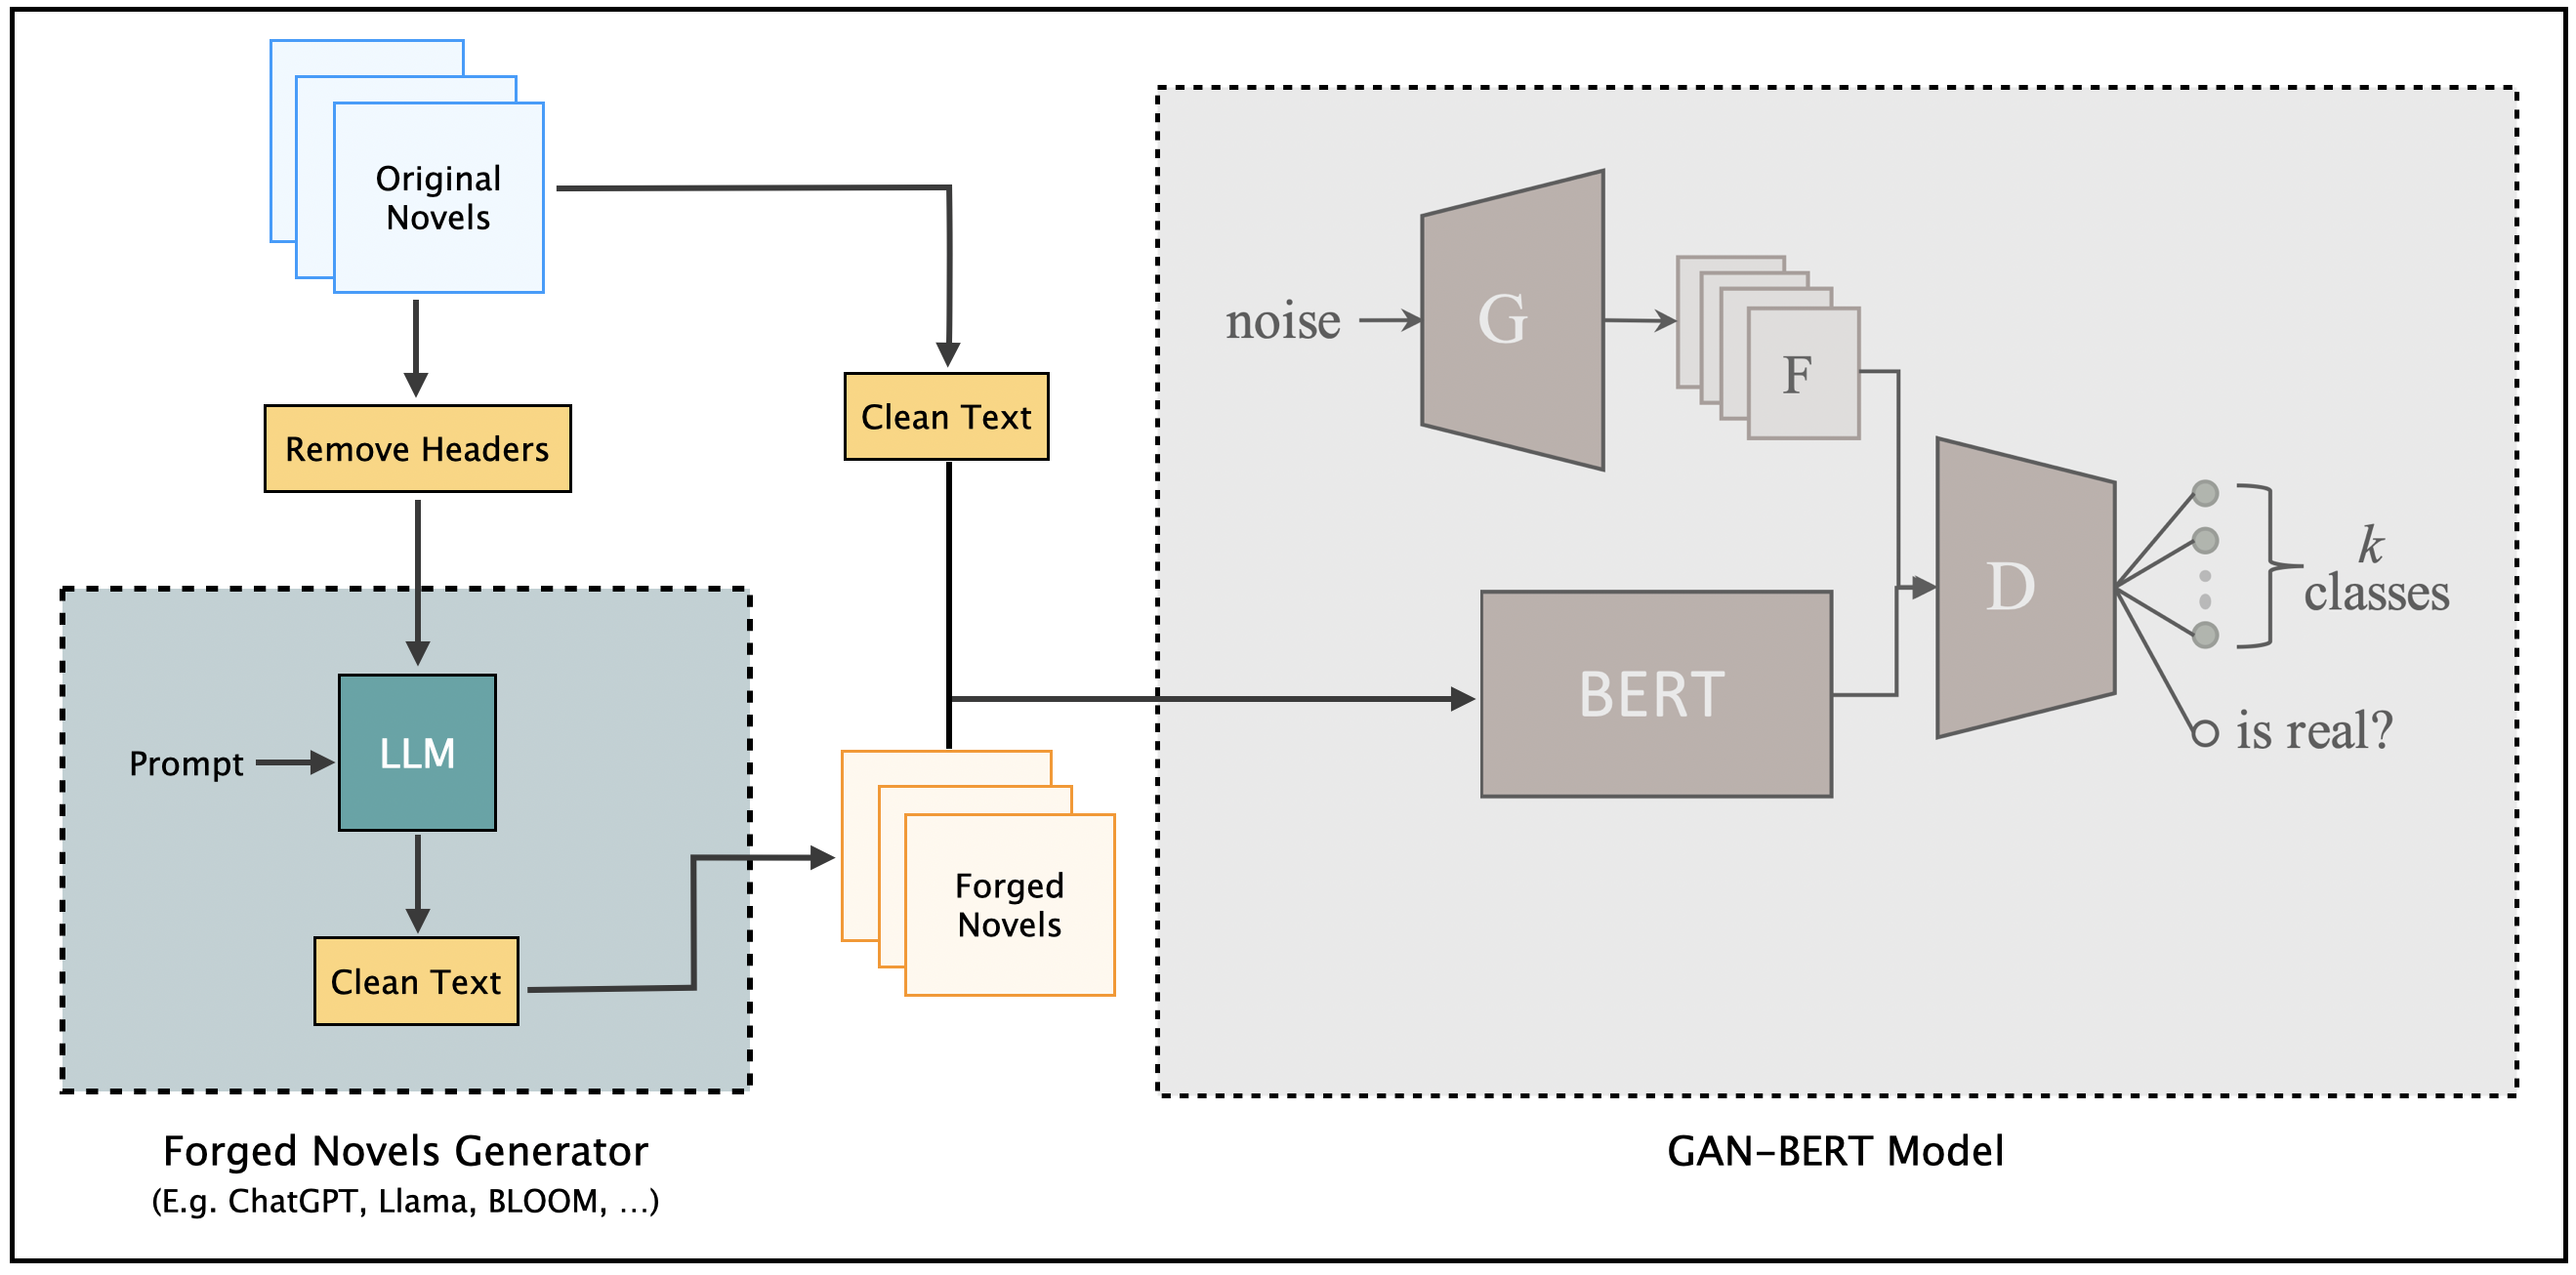 Original
Novels
Remove Headers
Clean Text
Prompt
LLM
Clean Text
Forged
Novels
Forged Novels Generator
(E.g. ChatGPT, Llama, BLOOM, ...)
noise
G
F
BERT
D
k
classes
is real?
GAN-BERT Model